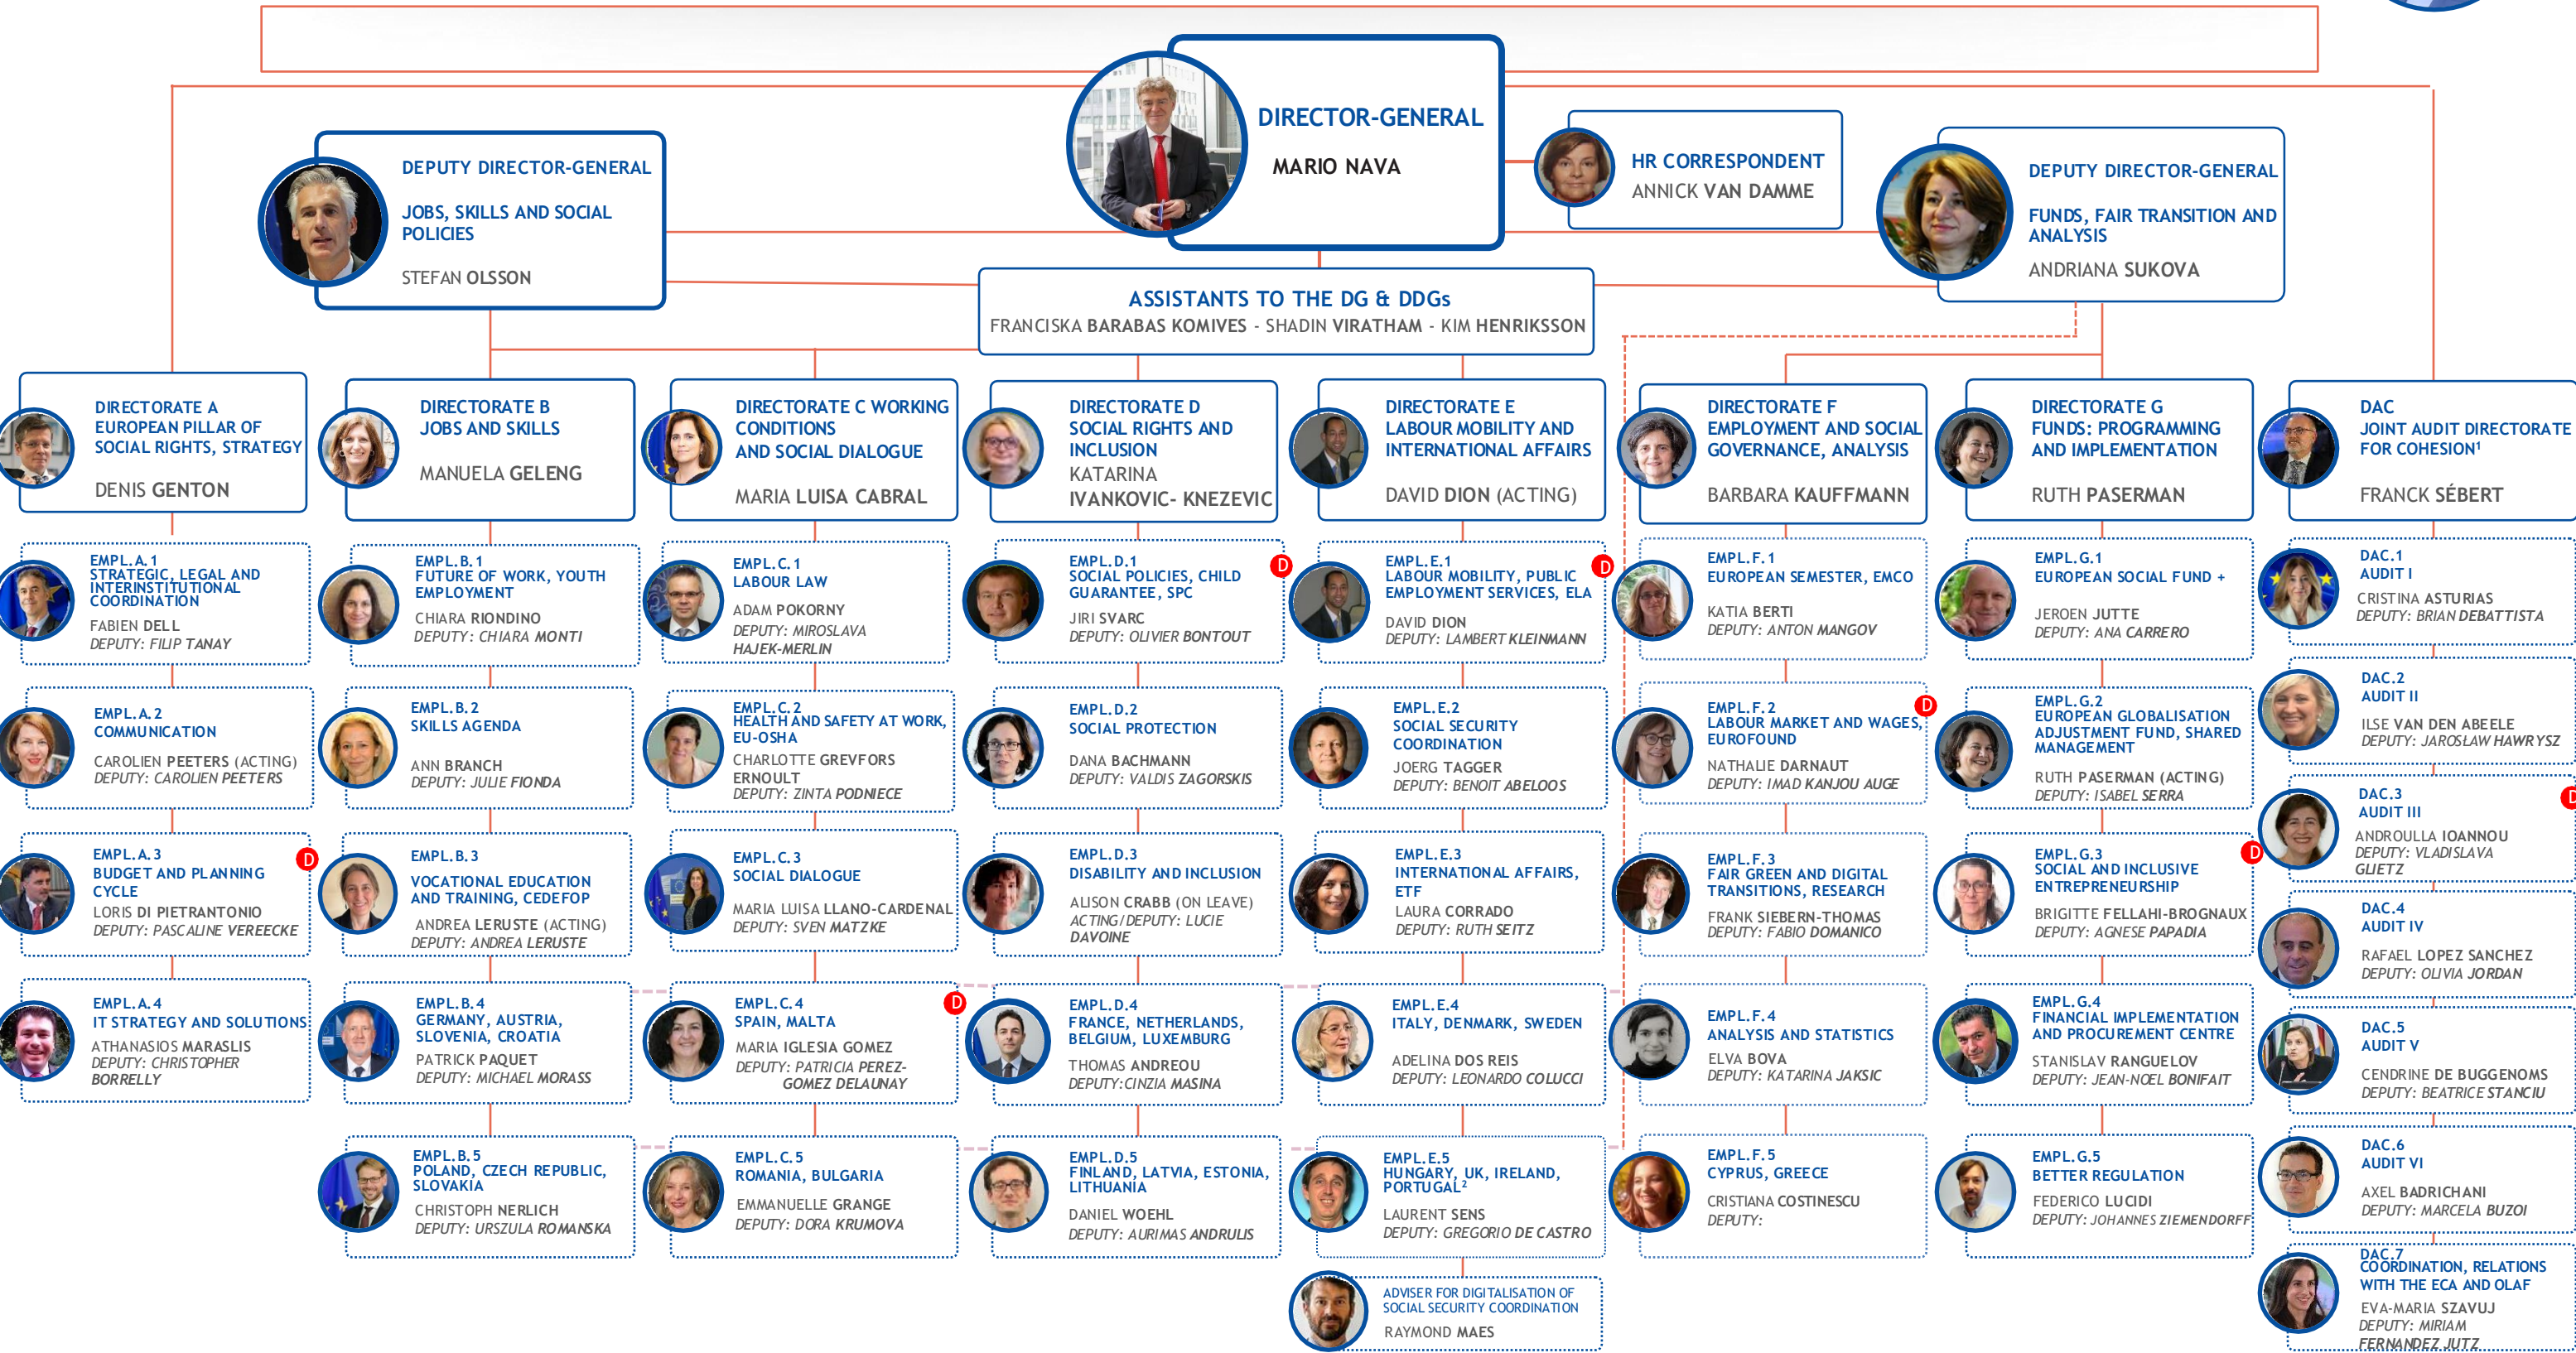 DIRECTOR-GENERAL
MARIO NAVA
HR CORRESPONDENT
ANNICK VAN DAMME
DEPUTY DIRECTOR-GENERAL
JOBS, SKILLS AND SOCIAL
POLICIES
STEFAN OLSSON
DEPUTY DIRECTOR-GENERAL
FUNDS, FAIR TRANSITION AND
ANALYSIS
ANDRIANA SUKOVA
ASSISTANTS TO THE DG & DDGs
FRANCISKA BARABAS KOMIVES - SHADIN VIRATHAM - KIM HENRIKSSON
DIRECTORATE A
EUROPEAN PILLAR OF
SOCIAL RIGHTS, STRATEGY
DENIS GENTON
DIRECTORATE B
JOBS AND SKILLS
MANUELA GELENG
DIRECTORATE C WORKING
CONDITIONS
AND SOCIAL DIALOGUE
MARIA LUISA CABRAL
DIRECTORATE D
SOCIAL RIGHTS AND
INCLUSION
KATARINA
IVANKOVIC- KNEZEVIC
DIRECTORATE E
LABOUR MOBILITY AND
INTERNATIONAL AFFAIRS
DAVID DION (ACTING)
DIRECTORATE F
EMPLOYMENT AND SOCIAL
GOVERNANCE, ANALYSIS
BARBARA KAUFFMANN
DIRECTORATE G
FUNDS: PROGRAMMING
AND IMPLEMENTATION
RUTH PASERMAN
DAC
JOINT AUDIT DIRECTORATE
FOR COHESION¹
FRANCK SÉBERT
EMPL.A.1
STRATEGIC, LEGAL AND
INTERINSTITUTIONAL
COORDINATION
FABIEN DELL
DEPUTY: FILIP TANAY
EMPL.B.1
FUTURE OF WORK, YOUTH
EMPLOYMENT
CHIARA RIONDINO
DEPUTY: CHIARA MONTI
EMPL.C.1
LABOUR LAW
ADAM POKORNY
DEPUTY: MIROSLAVA
HAJEK-MERLIN
EMPL.D.1
SOCIAL POLICIES, CHILD
GUARANTEE, SPC
JIRI SVARC
DEPUTY: OLIVIER BONTOUT
D
EMPL.E.1
LABOUR MOBILITY, PUBLIC
EMPLOYMENT SERVICES, ELA
DAVID DION
DEPUTY: LAMBERT KLEINMANN
D
EMPL.F.1
EUROPEAN SEMESTER, EMCO
KATIA BERTI
DEPUTY: ANTON MANGOV
EMPL.G.1
EUROPEAN SOCIAL FUND +
JEROEN JUTTE
DEPUTY: ANA CARRERO
DAC.1
AUDIT I
CRISTINA ASTURIAS
DEPUTY: BRIAN DEBATTISTA
EMPL.A.2
COMMUNICATION
CAROLIEN PEETERS (ACTING)
DEPUTY: CAROLIEN PEETERS
EMPL.B.2
SKILLS AGENDA
ANN BRANCH
DEPUTY: JULIE FIONDA
EMPL.C.2
HEALTH AND SAFETY AT WORK,
EU-OSHA
CHARLOTTE GREVFORS
ERNOULT
DEPUTY: ZINTA PODNIECE
EMPL.D.2
SOCIAL PROTECTION
DANA BACHMANN
DEPUTY: VALDIS ZAGORSKIS
EMPL.E.2
SOCIAL SECURITY
COORDINATION
JOERG TAGGER
DEPUTY: BENOIT ABELOOS
EMPL.F.2
LABOUR MARKET AND WAGES,
EUROFOUND
NATHALIE DARNAUT
DEPUTY: IMAD KANJOU AUGE
D
EMPL.G.2
EUROPEAN GLOBALISATION
ADJUSTMENT FUND, SHARED
MANAGEMENT
RUTH PASERMAN (ACTING)
DEPUTY: ISABEL SERRA
DAC.2
AUDIT II
ILSE VAN DEN ABEELE
DEPUTY: JAROSŁAW HAWRYSZ
EMPL.A.3
BUDGET AND PLANNING
CYCLE
LORIS DI PIETRANTONIO
DEPUTY: PASCALINE VEREECKE
D
EMPL.B.3
VOCATIONAL EDUCATION
AND TRAINING, CEDEFOP
ANDREA LERUSTE (ACTING)
DEPUTY: ANDREA LERUSTE
EMPL.C.3
SOCIAL DIALOGUE
MARIA LUISA LLANO-CARDENAL
DEPUTY: SVEN MATZKE
EMPL.D.3
DISABILITY AND INCLUSION
ALISON CRABB (ON LEAVE)
ACTING/DEPUTY: LUCIE
DAVOINE
EMPL.E.3
INTERNATIONAL AFFAIRS,
ETF
LAURA CORRADO
DEPUTY: RUTH SEITZ
EMPL.F.3
FAIR GREEN AND DIGITAL
TRANSITIONS, RESEARCH
FRANK SIEBERN-THOMAS
DEPUTY: FABIO DOMANICO
EMPL.G.3
SOCIAL AND INCLUSIVE
ENTREPRENEURSHIP
BRIGITTE FELLAHI-BROGNAUX
DEPUTY: AGNESE PAPADIA
D
DAC.3
AUDIT III
ANDROULLA IOANNOU
DEPUTY: VLADISLAVA
GLIETZ
D
DAC.4
AUDIT IV
RAFAEL LOPEZ SANCHEZ
DEPUTY: OLIVIA JORDAN
EMPL.A.4
IT STRATEGY AND SOLUTIONS
ATHANASIOS MARASLIS
DEPUTY: CHRISTOPHER
BORRELLY
EMPL.B.4
GERMANY, AUSTRIA,
SLOVENIA, CROATIA
PATRICK PAQUET
DEPUTY: MICHAEL MORASS
EMPL.C.4
SPAIN, MALTA
MARIA IGLESIA GOMEZ
DEPUTY: PATRICIA PEREZ-
GOMEZ DELAUNAY
D
EMPL.D.4
FRANCE, NETHERLANDS,
BELGIUM, LUXEMBURG
THOMAS ANDREOU
DEPUTY:CINZIA MASINA
EMPL.E.4
ITALY, DENMARK, SWEDEN
ADELINA DOS REIS
DEPUTY: LEONARDO COLUCCI
EMPL.F.4
ANALYSIS AND STATISTICS
ELVA BOVA
DEPUTY: KATARINA JAKSIC
EMPL.G.4
FINANCIAL IMPLEMENTATION
AND PROCUREMENT CENTRE
STANISLAV RANGUELOV
DEPUTY: JEAN-NOEL BONIFAIT
DAC.5
AUDIT V
CENDRINE DE BUGGENOMS
DEPUTY: BEATRICE STANCIU
EMPL.B.5
POLAND, CZECH REPUBLIC,
SLOVAKIA
CHRISTOPH NERLICH
DEPUTY: URSZULA ROMANSKA
EMPL.C.5
ROMANIA, BULGARIA
EMMANUELLE GRANGE
DEPUTY: DORA KRUMOVA
EMPL.D.5
FINLAND, LATVIA, ESTONIA,
LITHUANIA
DANIEL WOEHL
DEPUTY: AURIMAS ANDRULIS
EMPL.E.5
HUNGARY, UK, IRELAND,
PORTUGAL²
LAURENT SENS
DEPUTY: GREGORIO DE CASTRO
EMPL.F.5
CYPRUS, GREECE
CRISTIANA COSTINESCU
DEPUTY:
EMPL.G.5
BETTER REGULATION
FEDERICO LUCIDI
DEPUTY: JOHANNES ZIEMENDORFF
DAC.6
AUDIT VI
AXEL BADRICHANI
DEPUTY: MARCELA BUZOI
ADVISER FOR DIGITALISATION OF
SOCIAL SECURITY COORDINATION
RAYMOND MAES
DAC.7
COORDINATION, RELATIONS
WITH THE ECA AND OLAF
EVA-MARIA SZAVUJ
DEPUTY: MIRIAM
FERNANDEZ JUTZ